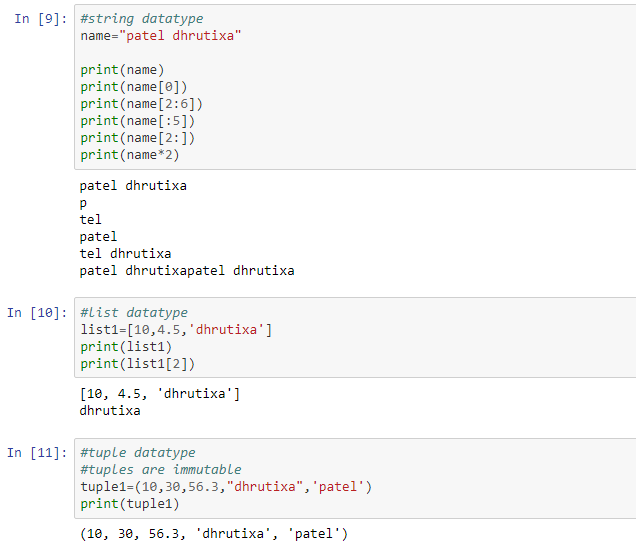 In [9]: #string datatype
name="patel dhrutixa"
print(name)
print(name[0])
print(name[2:6])
print(name[:5])
print(name[2:])
print(name*2)
patel dhrutixa
p
tel
patel
tel dhrutixa
patel dhrutixapatel dhrutixa
In [10]: #list datatype
list1=[10,4.5,'dhrutixa']
print(list1)
print(list1[2])
[10, 4.5, 'dhrutixa']
dhrutixa
In [11]: #tuple datatype
#tuples are immutable
tuple1=(10,30,56.3,"dhrutixa",'patel')
print(tuple1)
(10, 30, 56.3, 'dhrutixa', 'patel')